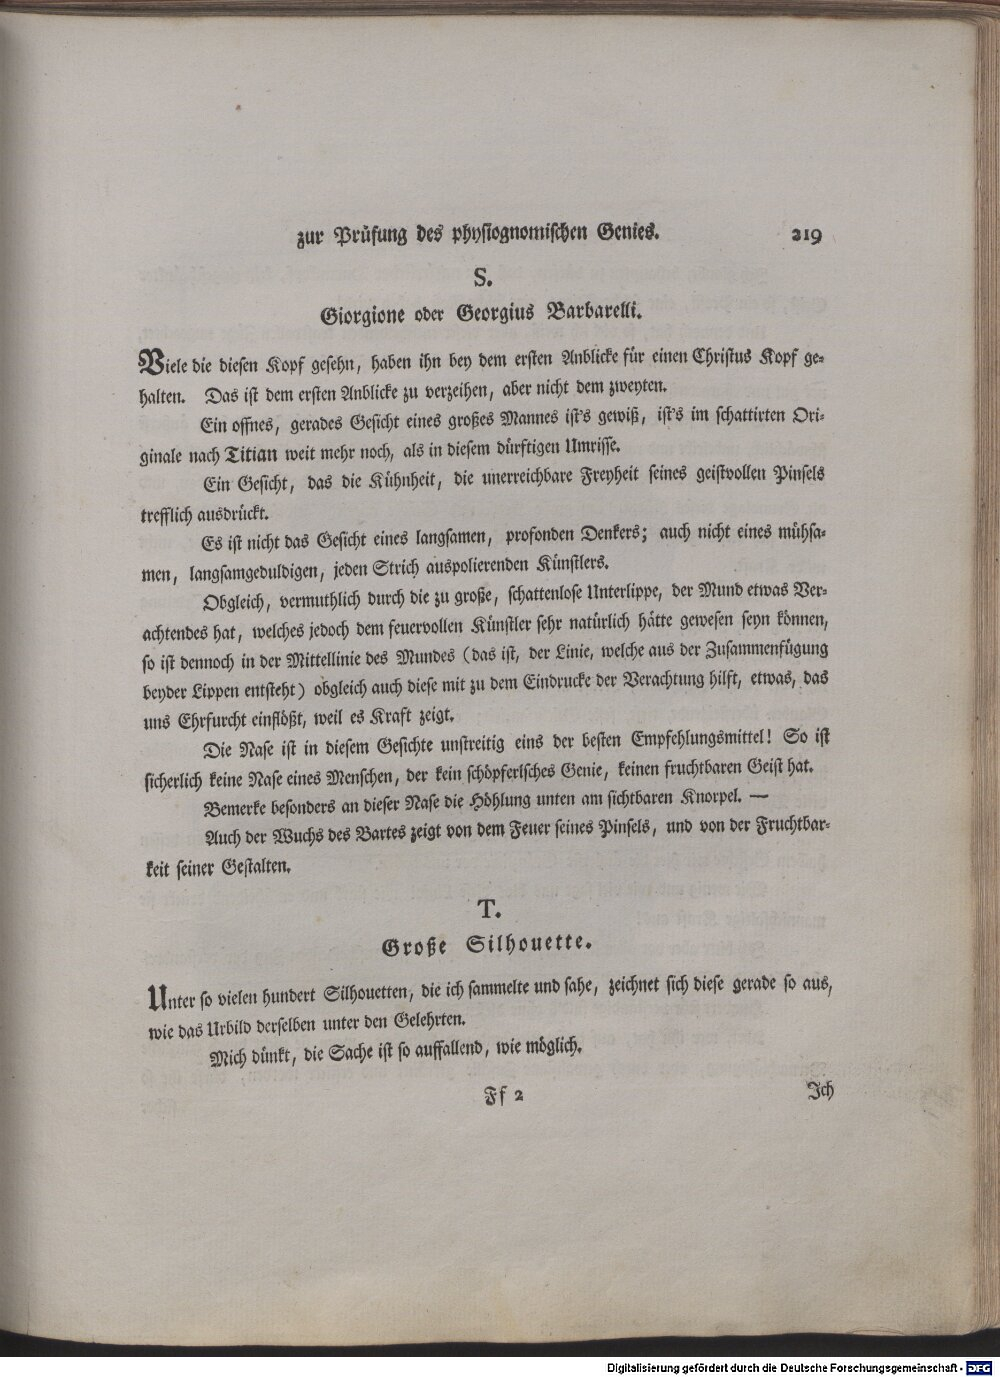 zur Prüfung des physiognomischen Genies. 219
S.
Giorgione oder Georgius Barbarelli.
Viele die diesen Kopf gesehn, haben ihn bey dem ersten Anblicke für einen Christus Kopf ge-
halten. Das ist dem ersten Anblicke zu verzeihen, aber nicht dem zweyten.
Ein offnes, gerades Gesicht eines großes Mannes ist's gewiß, ist's im schattirten Ori-
ginale nach Titian weit mehr noch, als in diesem dürftigen Umrisse.
Ein Gesicht, das die Kühnheit, die unerreichbare Freyheit seines geistvollen Pinsels
trefflich ausdrückt.
Es ist nicht das Gesicht eines langsamen, profonden Denkers; auch nicht eines mühsa-
men, langsamgeduldigen, jeden Strich auspolierenden Künstlers.
Obgleich, vermuthlich durch die zu große, schattenlose Unterlippe, der Mund etwas Ver-
achtendes hat, welches jedoch dem feuervollen Künstler sehr natürlich hätte gewesen seyn können,
so ist dennoch in der Mittellinie des Mundes (das ist, der Linie, welche aus der Zusammenfügung
beyder Lippen entsteht) obgleich auch diese mit zu dem Eindrucke der Verachtung hilft, etwas, das
uns Ehrfurcht einflößt, weil es Kraft zeigt.
Die Nase ist in diesem Gesichte unstreitig eins der besten Empfehlungsmittel! So ist
sicherlich keine Nase eines Menschen, der kein schöpferisches Genie, keinen fruchtbaren Geist hat.
Bemerke besonders an dieser Nase die Höhlung unten am sichtbaren Knorpel. —
Auch der Wuchs des Bartes zeigt von dem Feuer seines Pinsels, und von der Fruchtbar-
keit seiner Gestalten.
T.
Große Silhouette.
Unter so vielen hundert Silhouetten, die ich sammelte und sahe, zeichnet sich diese gerade so aus,
wie das Urbild derselben unter den Gelehrten.
Mich dünkt, die Sache ist so auffallend, wie möglich.
Ff 2 Ich
Digitalisierung gefördert durch die Deutsche Forschungsgemeinschaft - DFG